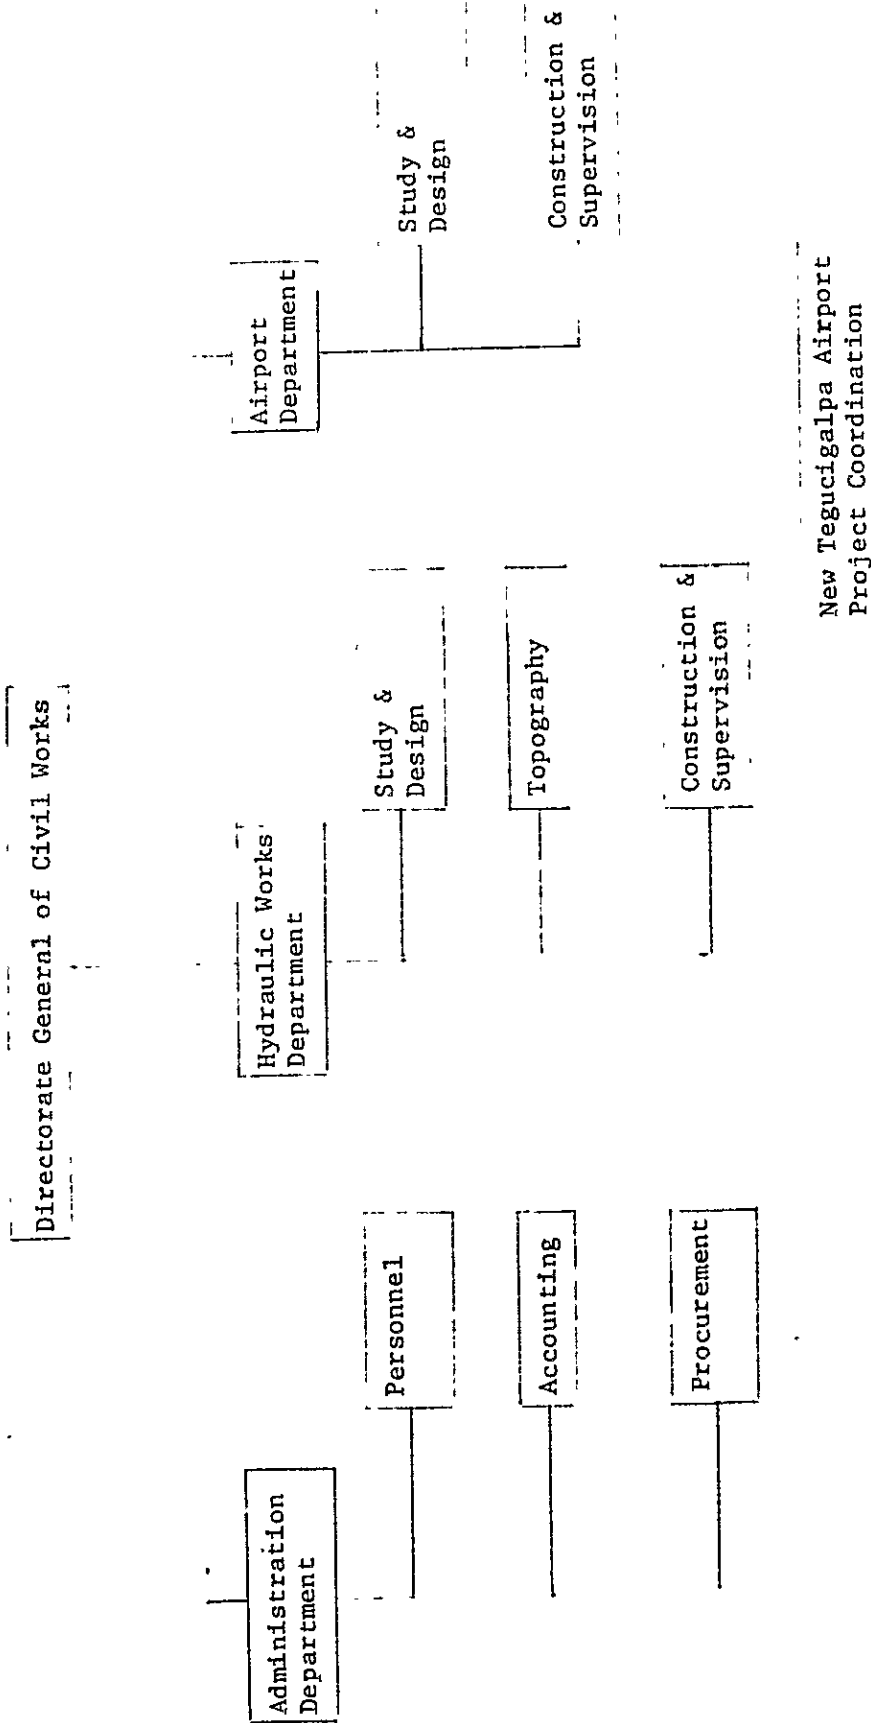 Directorate General of Civil Works
Administration
Department
Personnel
Accounting
Procurement
Hydraulic Works
Department
Study &
Design
Topography
Construction &
Supervision
Airport
Department
Study &
Design
Construction &
Supervision
New Tegucigalpa Airport
Project Coordination